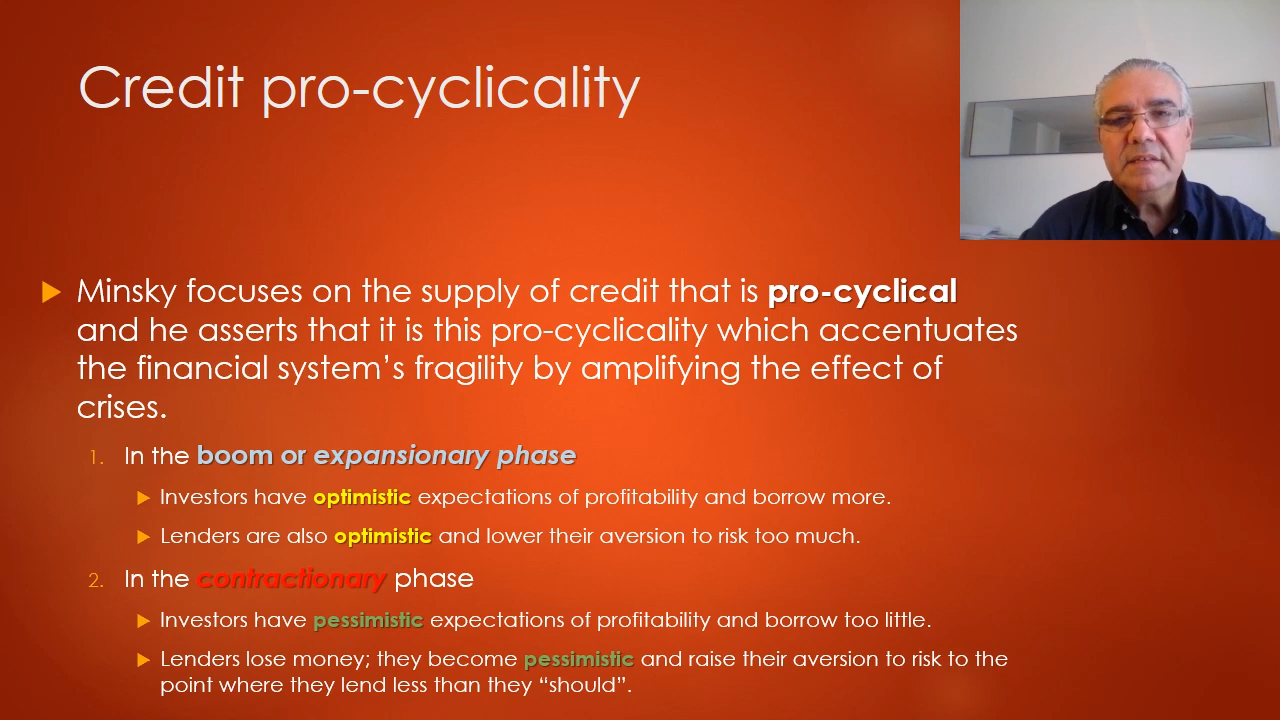 Credit pro-cyclicality
Minsky focuses on the supply of credit that is pro-cyclical
and he asserts that it is this pro-cyclicality which accentuates
the financial system’s fragility by amplifying the effect of
crises.
1. In the boom or expansionary phase
Investors have optimistic expectations of profitability and borrow more.
Lenders are also optimistic and lower their aversion to risk too much.
2. In the contractionary phase
Investors have pessimistic expectations of profitability and borrow too little.
Lenders lose money; they become pessimistic and raise their aversion to risk to the
point where they lend less than they “should”.